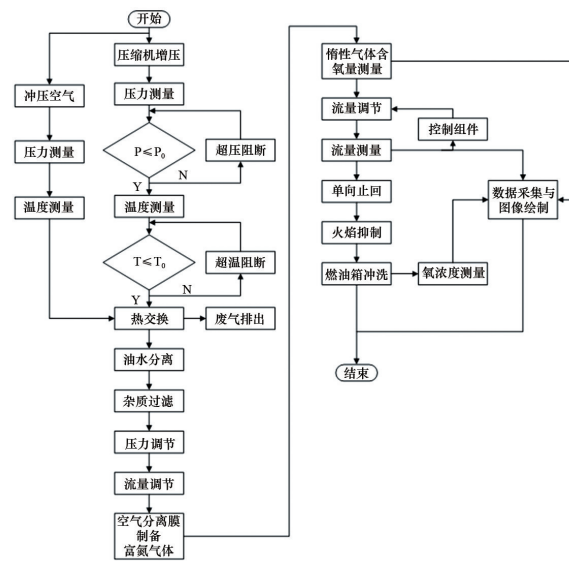 开始
压缩机增压
冲压空气
压力测量
压力测量
P≤P₀
超压阻断
N
Y
温度测量
温度测量
T≤T₀
超温阻断
N
Y
热交换
废气排出
油水分离
杂质过滤
压力调节
流量调节
空气分离膜
制备
富氮气体
惰性气体含
氧量测量
流量调节
控制组件
流量测量
单向止回
数据采集与
图像绘制
火焰抑制
燃油箱冲洗
氧浓度测量
结束